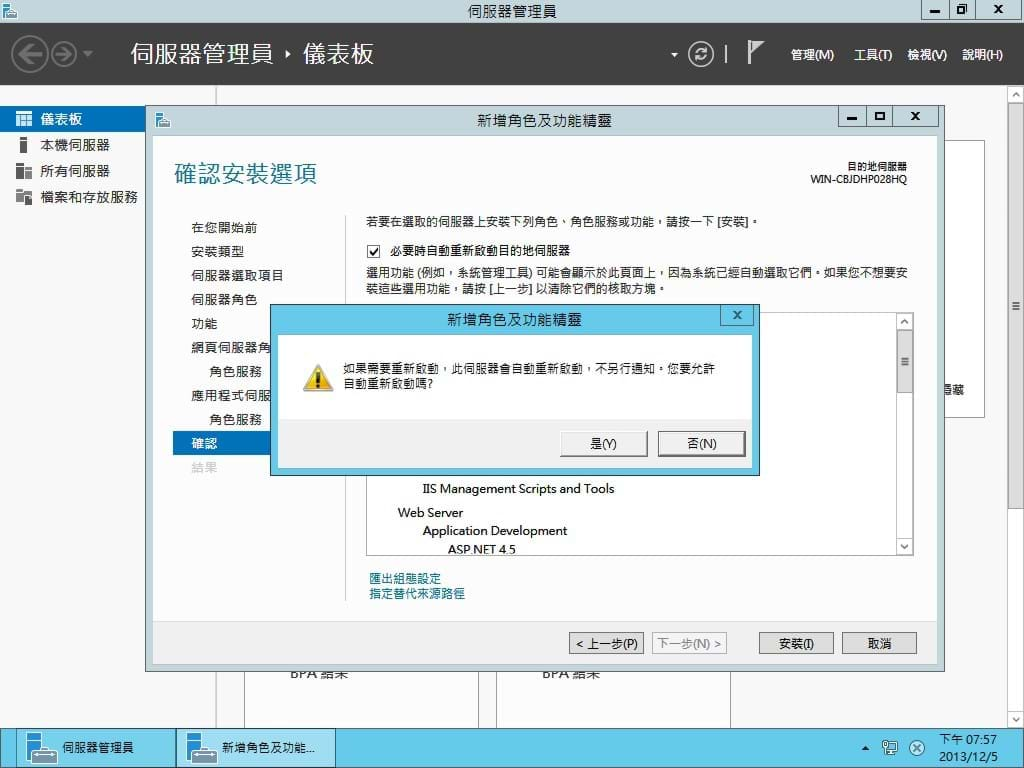 伺服器管理員
伺服器管理員 ‣ 儀表板
管理(M) 工具(T) 檢視(V) 說明(H)
儀表板
本機伺服器
所有伺服器
檔案和存放服務
新增角色及功能精靈
確認安裝選項
目的地伺服器
WIN-CBJDHP028HQ
在您開始前
安裝類型
伺服器選取項目
伺服器角色
功能
網頁伺服器角
角色服務
應用程式伺服
角色服務
確認
結果
若要在選取的伺服器上安裝下列角色、角色服務或功能，請按一下 [安裝]。
必要時自動重新啟動目的地伺服器
選用功能 (例如，系統管理工具) 可能會顯示於此頁面上，因為系統已經自動選取它們。如果您不想要安
裝這些選用功能，請按 [上一步] 以清除它們的核取方塊。
新增角色及功能精靈
如果需要重新啟動，此伺服器會自動重新啟動，不另行通知。您要允許
自動重新啟動嗎?
是(Y) 否(N)
IIS Management Scripts and Tools
Web Server
Application Development
ASP.NET 4.5
匯出組態設定
指定替代來源路徑
< 上一步(P) 下一步(N) > 安裝(I) 取消
BPA 結果 BPA 結果
伺服器管理員 新增角色及功能...
下午 07:57
2013/12/5